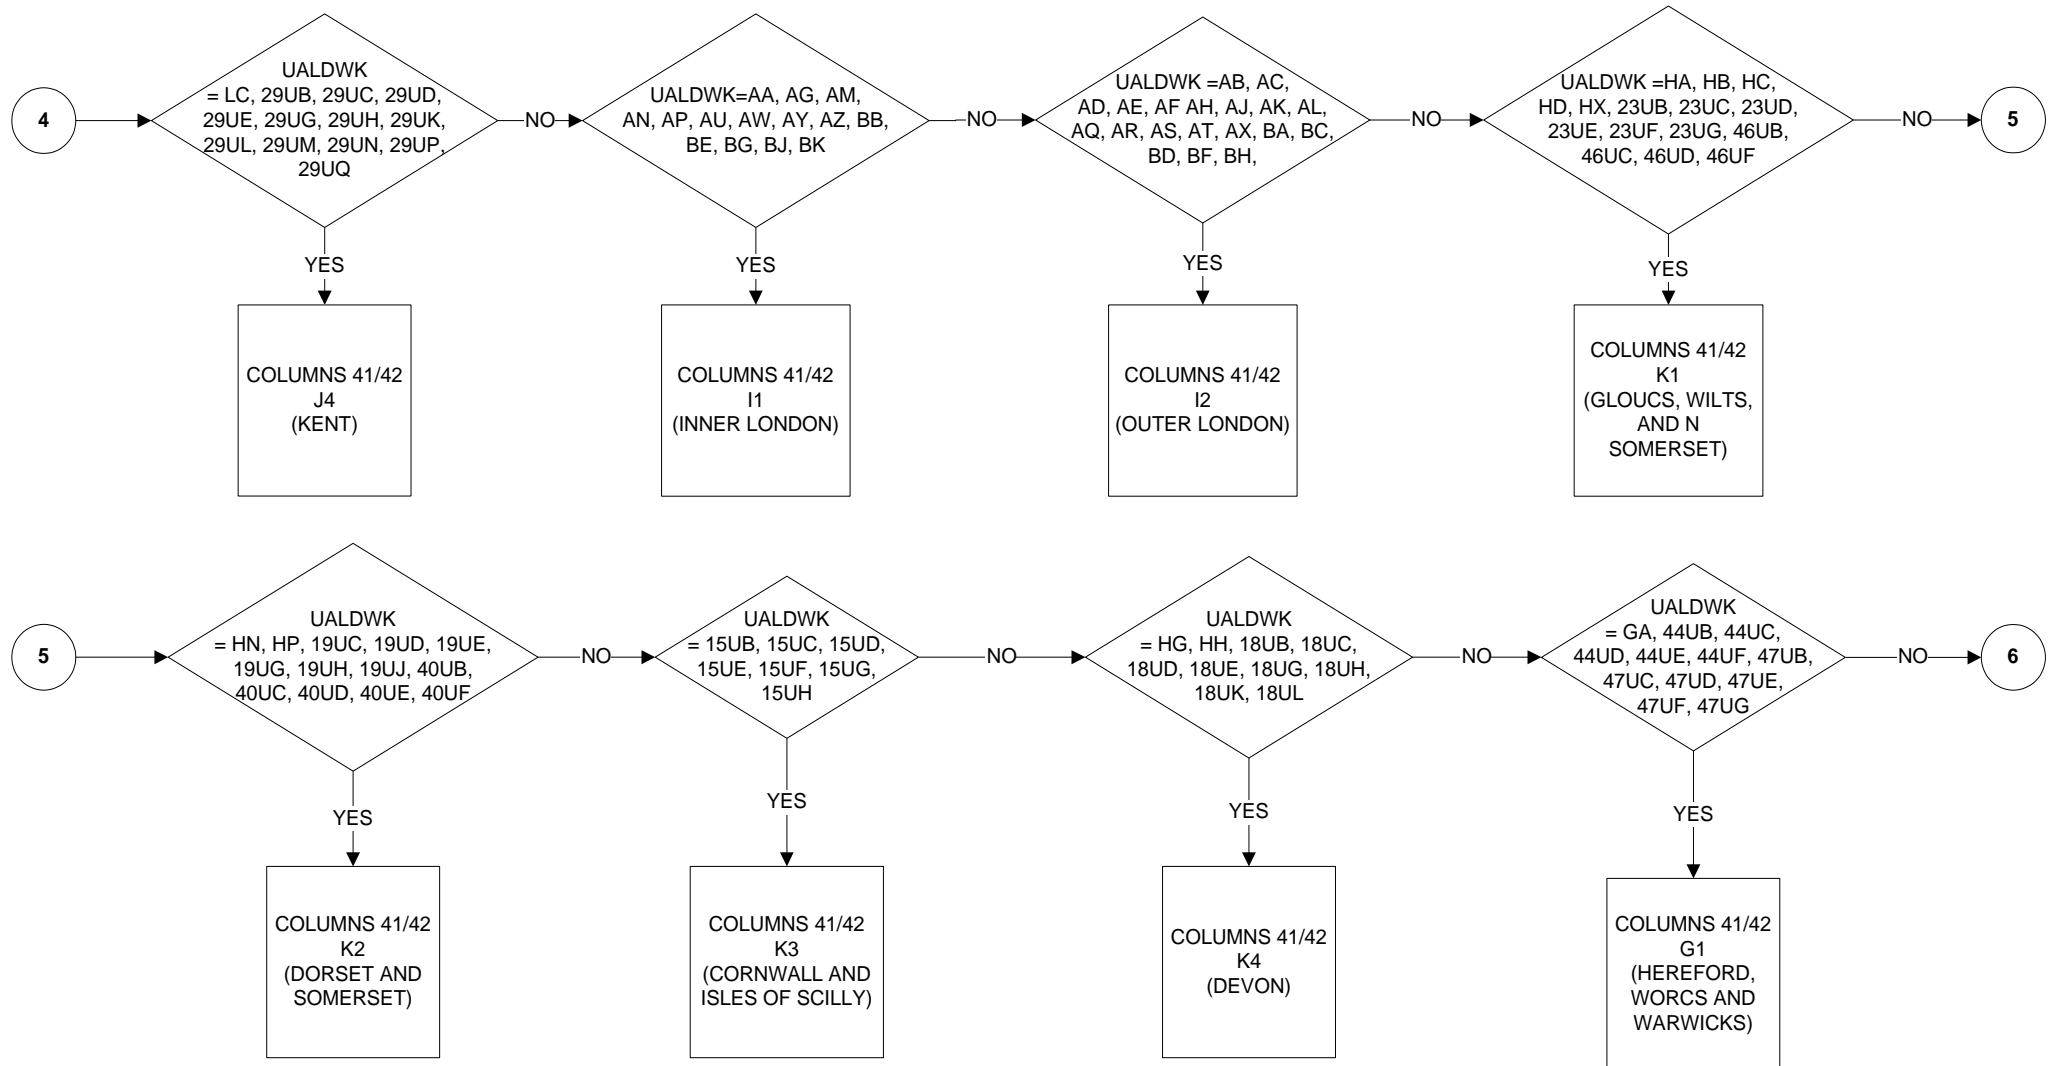 4
UALDWK
= LC, 29UB, 29UC, 29UD,
29UE, 29UG, 29UH, 29UK,
29UL, 29UM, 29UN, 29UP,
29UQ
NO
UALDWK=AA, AG, AM,
AN, AP, AU, AW, AY, AZ, BB,
BE, BG, BJ, BK
NO
UALDWK =AB, AC,
AD, AE, AF AH, AJ, AK, AL,
AQ, AR, AS, AT, AX, BA, BC,
BD, BF, BH,
NO
UALDWK =HA, HB, HC,
HD, HX, 23UB, 23UC, 23UD,
23UE, 23UF, 23UG, 46UB,
46UC, 46UD, 46UF
NO
5
YES
YES
YES
YES
COLUMNS 41/42
J4
(KENT)
COLUMNS 41/42
I1
(INNER LONDON)
COLUMNS 41/42
I2
(OUTER LONDON)
COLUMNS 41/42
K1
(GLOUCS, WILTS,
AND N
SOMERSET)
5
UALDWK
= HN, HP, 19UC, 19UD, 19UE,
19UG, 19UH, 19UJ, 40UB,
40UC, 40UD, 40UE, 40UF
NO
UALDWK
= 15UB, 15UC, 15UD,
15UE, 15UF, 15UG,
15UH
NO
UALDWK
= HG, HH, 18UB, 18UC,
18UD, 18UE, 18UG, 18UH,
18UK, 18UL
NO
UALDWK
= GA, 44UB, 44UC,
44UD, 44UE, 44UF, 47UB,
47UC, 47UD, 47UE,
47UF, 47UG
NO
6
YES
YES
YES
YES
COLUMNS 41/42
K2
(DORSET AND
SOMERSET)
COLUMNS 41/42
K3
(CORNWALL AND
ISLES OF SCILLY)
COLUMNS 41/42
K4
(DEVON)
COLUMNS 41/42
G1
(HEREFORD,
WORCS AND
WARWICKS)